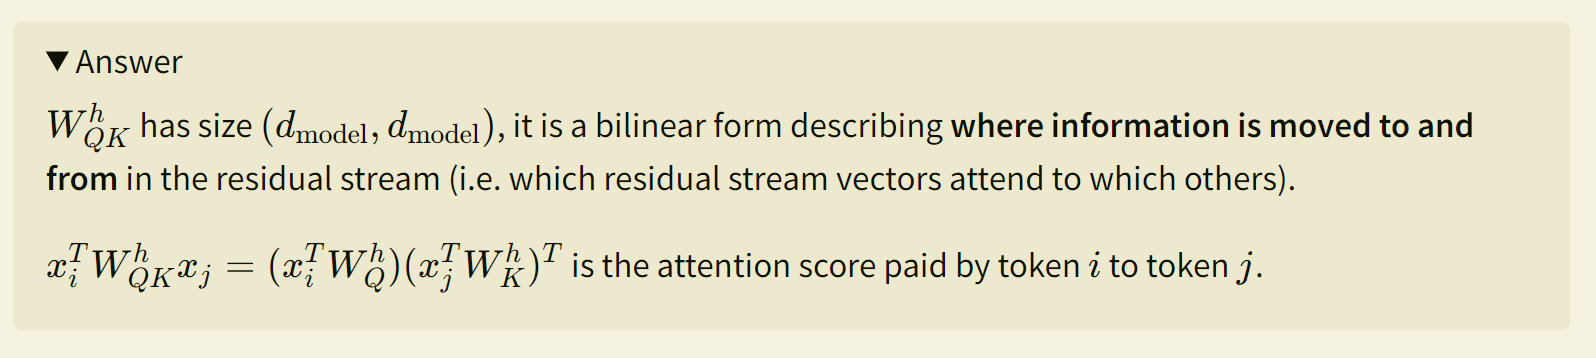 ▼ Answer
$W_{QK}^h$ has size $(d_{\text{model}}, d_{\text{model}})$, it is a bilinear form describing where information is moved to and
from in the residual stream (i.e. which residual stream vectors attend to which others).
$x_i^T W_{QK}^h x_j = (x_i^T W_Q^h)(x_j^T W_K^h)^T$ is the attention score paid by token $i$ to token $j$.